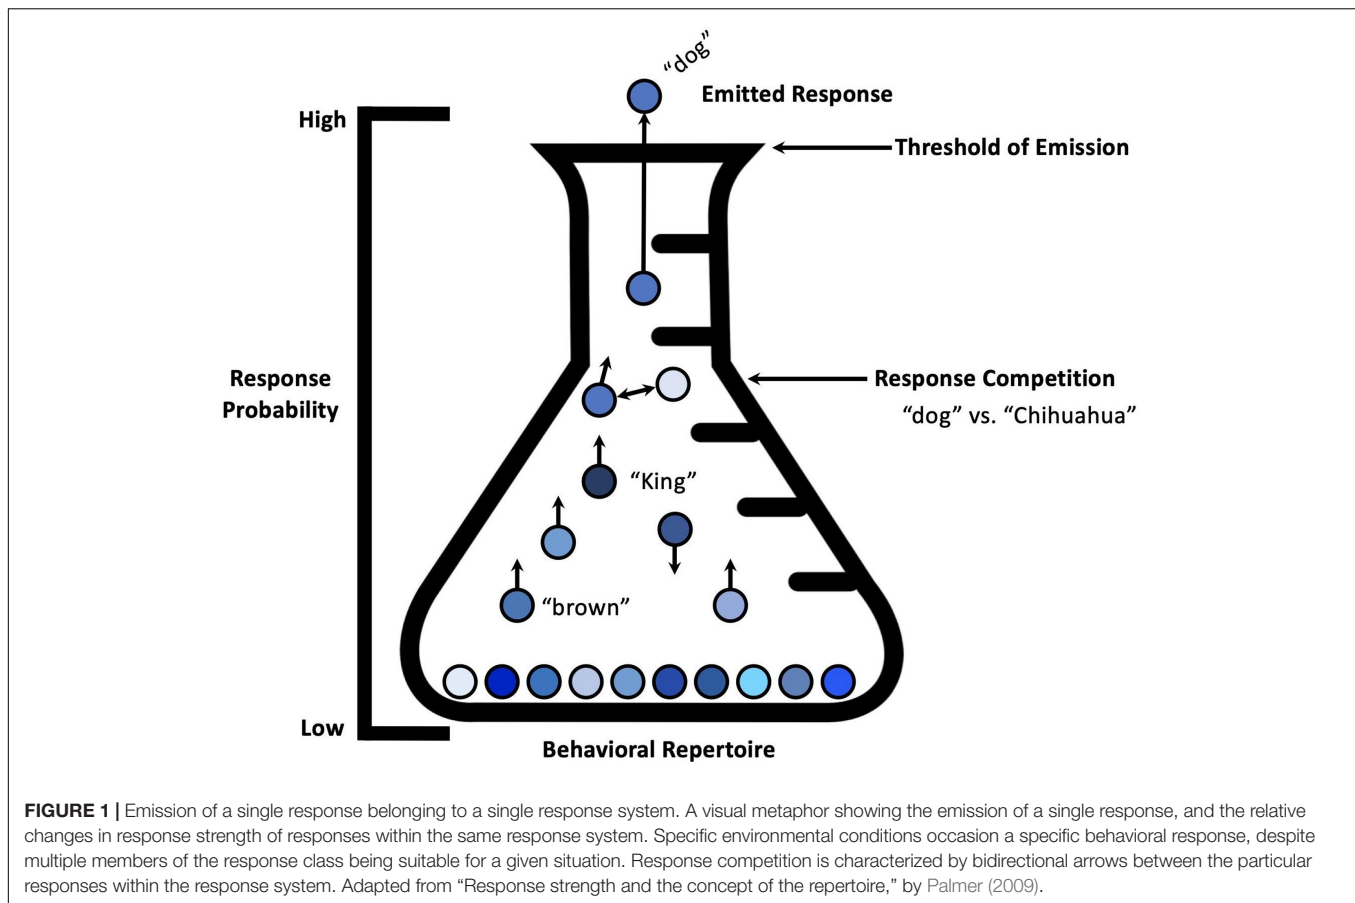 “dog”
Emitted Response
High
Threshold of Emission
Response
Probability
Response Competition
“dog” vs. “Chihuahua”
“King”
“brown”
Low
Behavioral Repertoire
FIGURE 1 | Emission of a single response belonging to a single response system. A visual metaphor showing the emission of a single response, and the relative
changes in response strength of responses within the same response system. Specific environmental conditions occasion a specific behavioral response, despite
multiple members of the response class being suitable for a given situation. Response competition is characterized by bidirectional arrows between the particular
responses within the response system. Adapted from “Response strength and the concept of the repertoire,” by Palmer (2009).